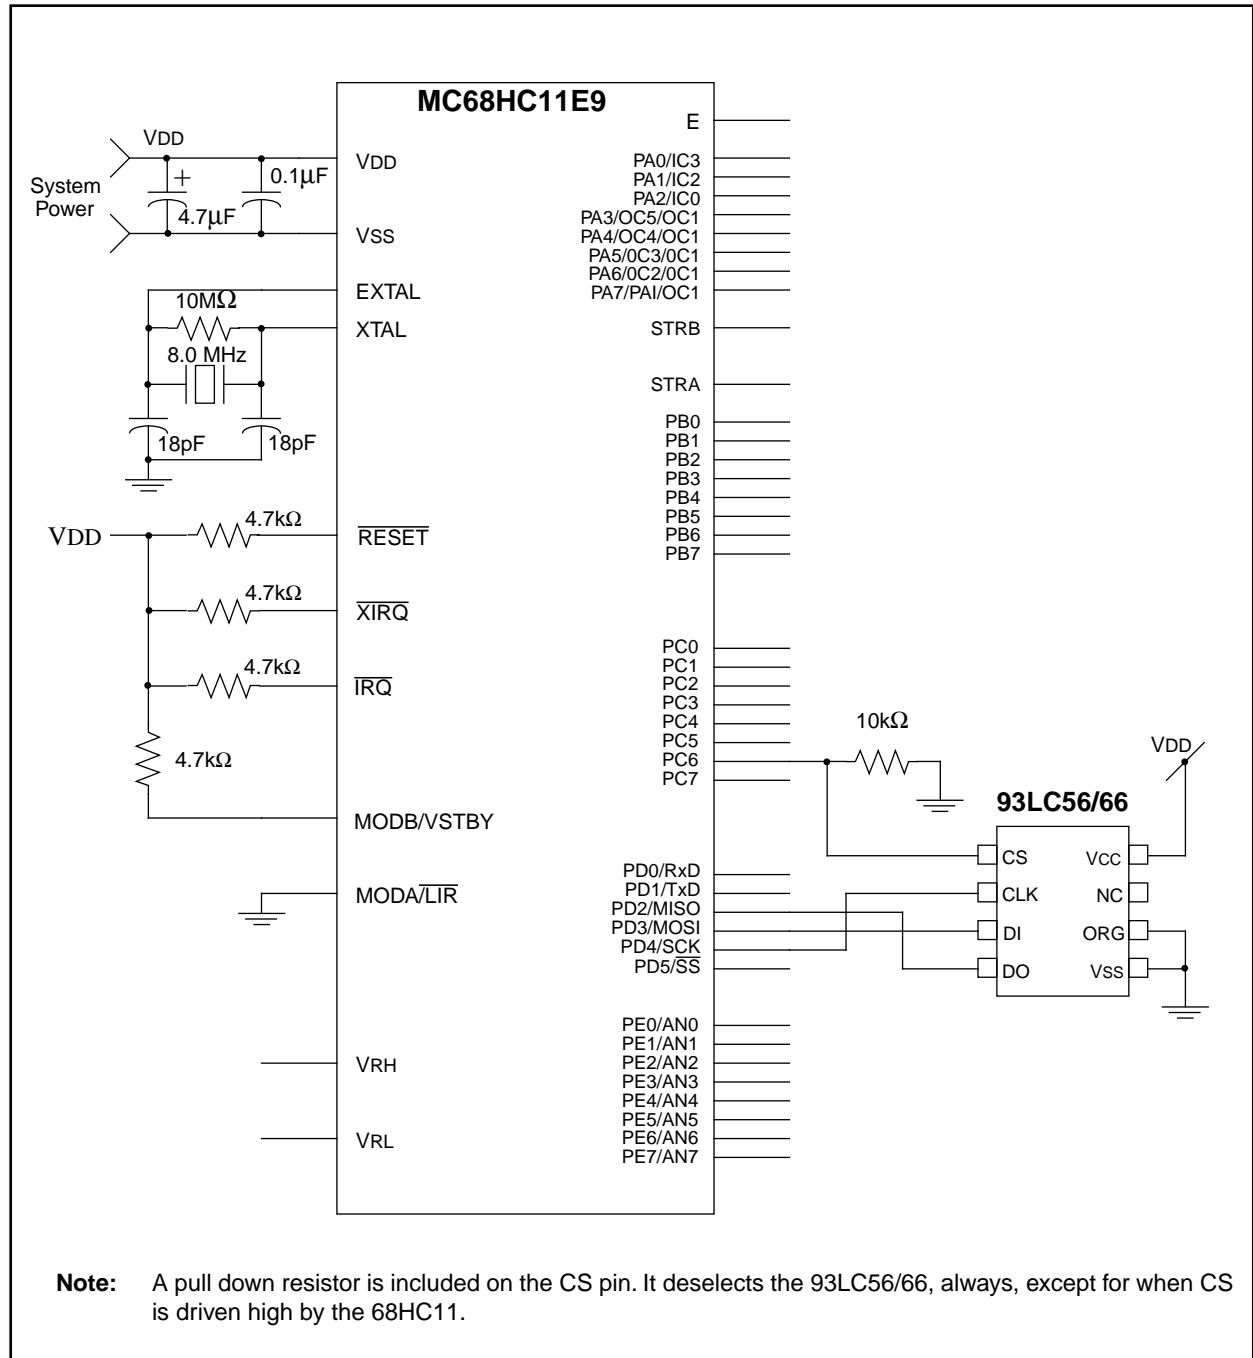 MC68HC11E9
E
VDD
System
Power
+
4.7µF
0.1µF
VDD
VSS
EXTAL
10MΩ
XTAL
8.0 MHz
18pF
18pF
VDD
4.7kΩ
RESET
4.7kΩ
XIRQ
4.7kΩ
IRQ
4.7kΩ
MODB/VSTBY
MODA/LIR
VRH
VRL
PA0/IC3
PA1/IC2
PA2/IC0
PA3/OC5/OC1
PA4/OC4/OC1
PA5/0C3/0C1
PA6/0C2/0C1
PA7/PAI/OC1
STRB
STRA
PB0
PB1
PB2
PB3
PB4
PB5
PB6
PB7
PC0
PC1
PC2
PC3
PC4
PC5
PC6
PC7
PD0/RxD
PD1/TxD
PD2/MISO
PD3/MOSI
PD4/SCK
PD5/SS
PE0/AN0
PE1/AN1
PE2/AN2
PE3/AN3
PE4/AN4
PE5/AN5
PE6/AN6
PE7/AN7
10kΩ
VDD
93LC56/66
CS
CLK
DI
DO
VCC
NC
ORG
VSS
Note: A pull down resistor is included on the CS pin. It deselects the 93LC56/66, always, except for when CS
is driven high by the 68HC11.